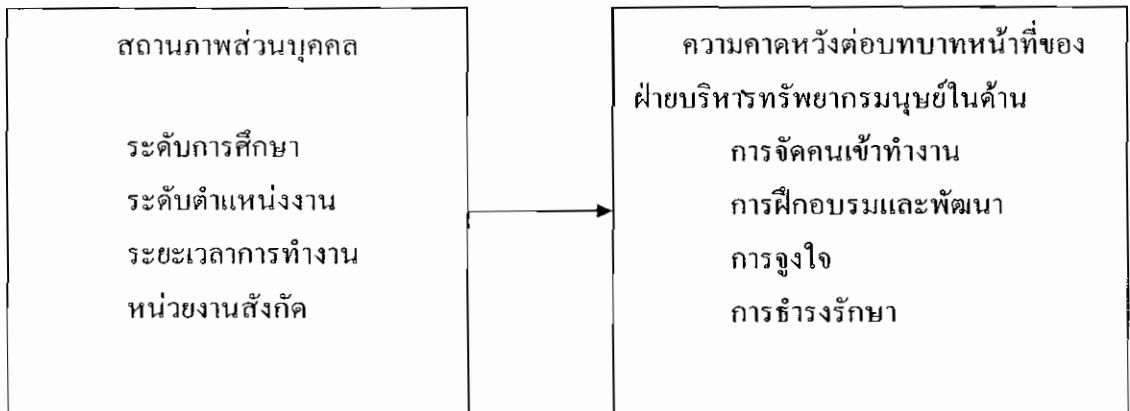 สถานภาพส่วนบุคคล
ระดับการศึกษา
ระดับตำแหน่งงาน
ระยะเวลาการทำงาน
หน่วยงานสังกัด
ความคาดหวังต่อบทบาทหน้าที่ของ
ฝ่ายบริหารทรัพยากรมนุษย์ในด้าน
การจัดคนเข้าทำงาน
การฝึกอบรมและพัฒนา
การจูงใจ
การธำรงรักษา